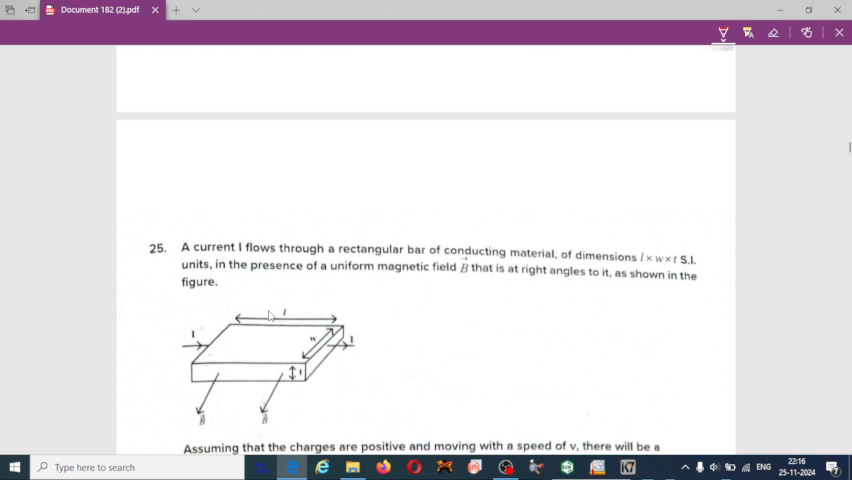 Document 182 (2).pdf
25. A current I flows through a rectangular bar of conducting material, of dimensions l × w × t S.I.
units, in the presence of a uniform magnetic field B that is at right angles to it, as shown in the
figure.
l
I
w
I
t
B
B
Assuming that the charges are positive and moving with a speed of v, there will be a
Type here to search
ENG
22:16
25-11-2024